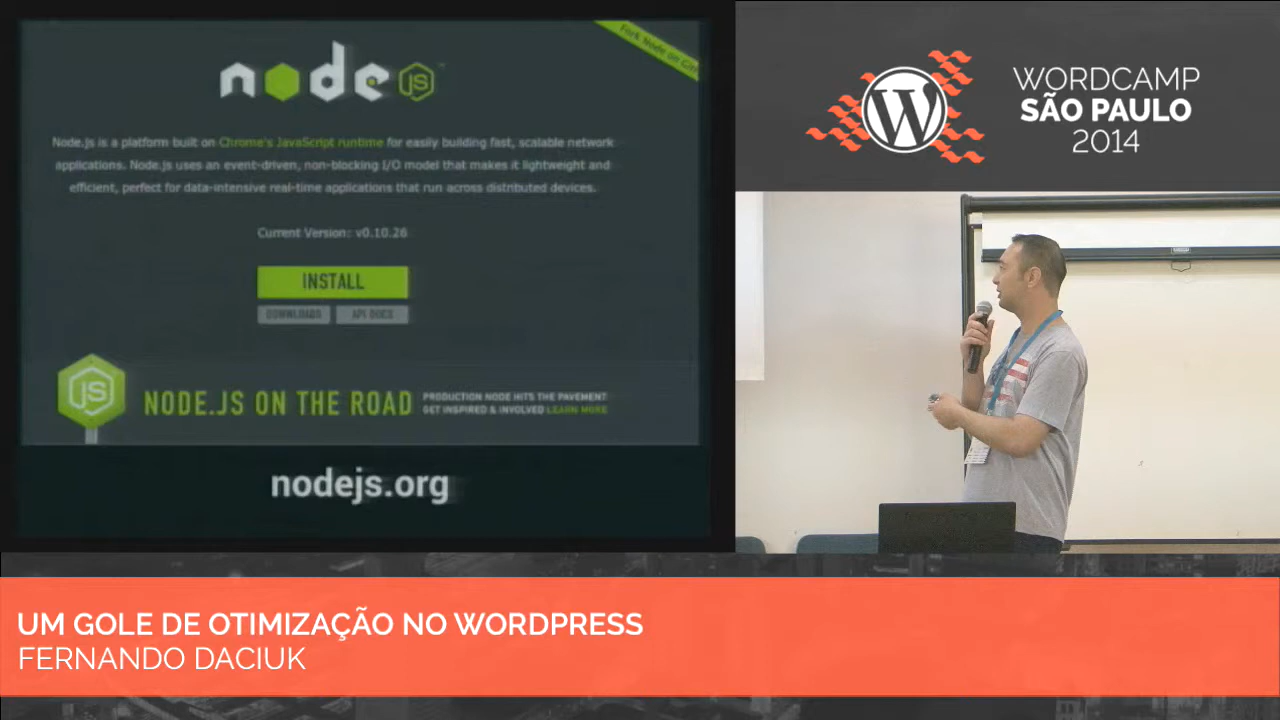 node JS
Fork Node on Git
Node.js is a platform built on Chrome's JavaScript runtime for easily building fast, scalable network
applications. Node.js uses an event-driven, non-blocking I/O model that makes it lightweight and
efficient, perfect for data-intensive real-time applications that run across distributed devices.
Current Version: v0.10.26
INSTALL
DOWNLOADS
API DOCS
JS
NODE.JS ON THE ROAD
PRODUCTION NODE HITS THE PAVEMENT
GET INSPIRED & INVOLVED LEARN MORE
nodejs.org
W
WORDCAMP
SÃO PAULO
2014
UM GOLE DE OTIMIZAÇÃO NO WORDPRESS
FERNANDO DACIUK